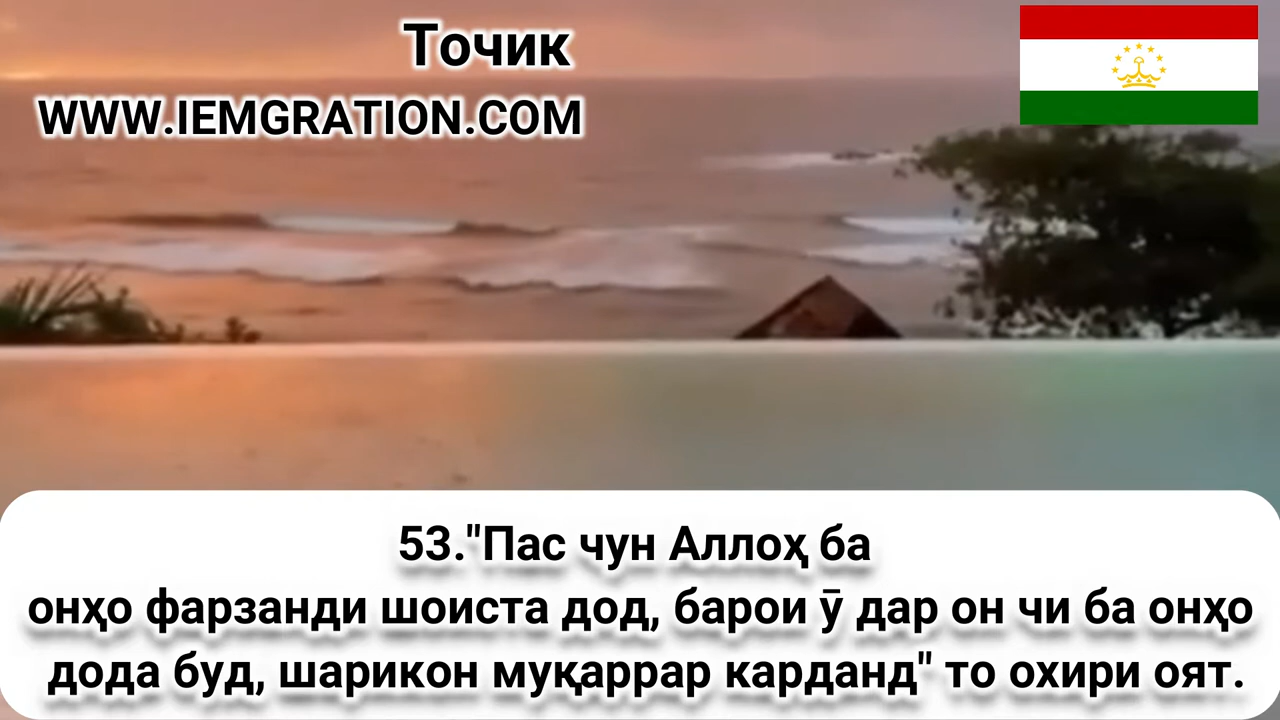 Точик
WWW.IEMGRATION.COM
53."Пас чун Аллоҳ ба
онҳо фарзанди шоиста дод, барои ӯ дар он чи ба онҳо
дода буд, шарикон муқаррар карданд" то охири оят.